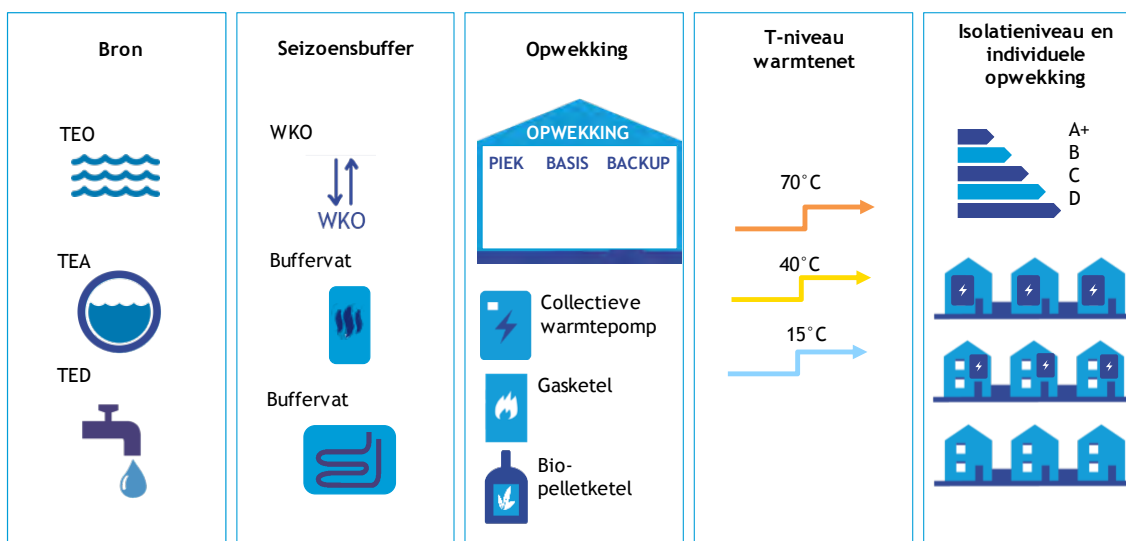 Bron
TEO
TEA
TED
Seizoensbuffer
WKO
WKO
Buffervat
Buffervat
Opwekking
OPWEKKING
PIEK BASIS BACKUP
Collectieve
warmtepomp
Gasketel
Bio-
pelletketel
T-niveau
warmtenet
70°C
40°C
15°C
Isolatieniveau en
individuele
opwekking
A+
B
C
D